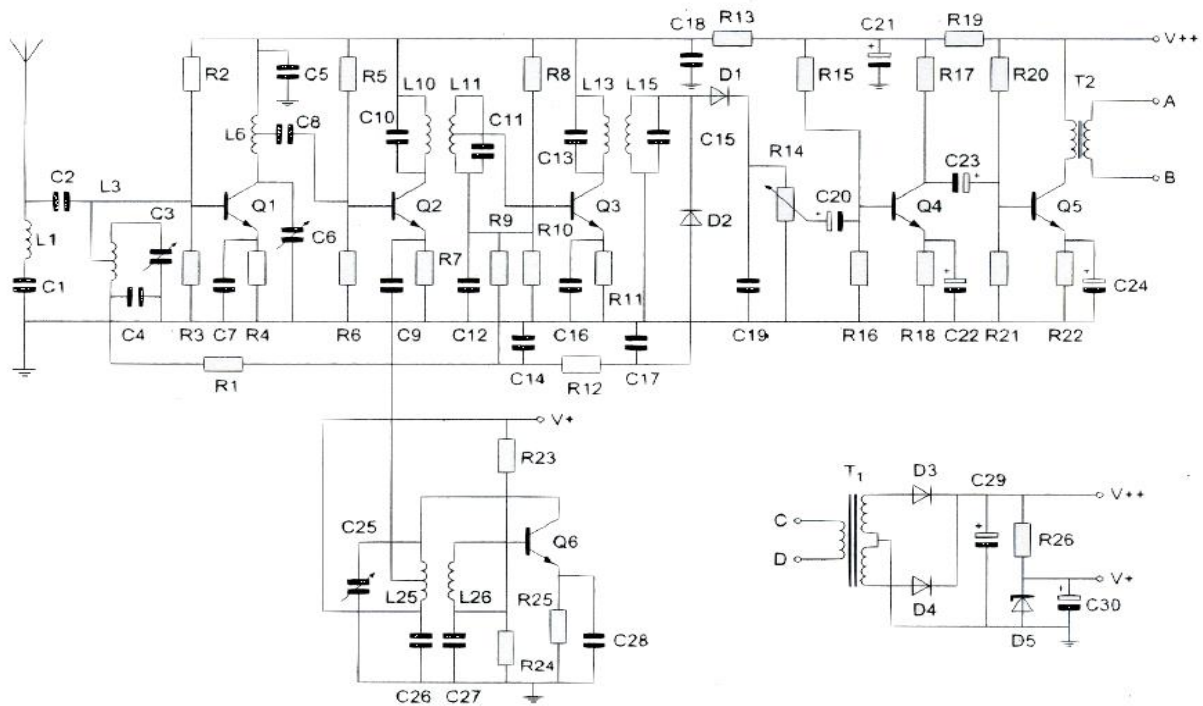 C18 R13 C21 R19
V++
R2 C5 R5 L10 L11 R8 L13 L15 D1 R15 R17 R20 T2
A
C8 C10 C11 C15
L6 C13 R14 C23
C2 L3 C20 B
C3 Q1 Q2 Q3 Q4 Q5
C6 R9 D2
L1 R10
R7
C1 R11 C24
C4 R3 C7 R4 R6 C9 C12 C16 C19 R16 R18 C22 R21 R22
R1 C14 R12 C17
V+
R23
T1 D3 C29
V++
C25 C
Q6 R26
D
V+
L25 L26 R25 D4 C30
C28 D5
R24
C26 C27